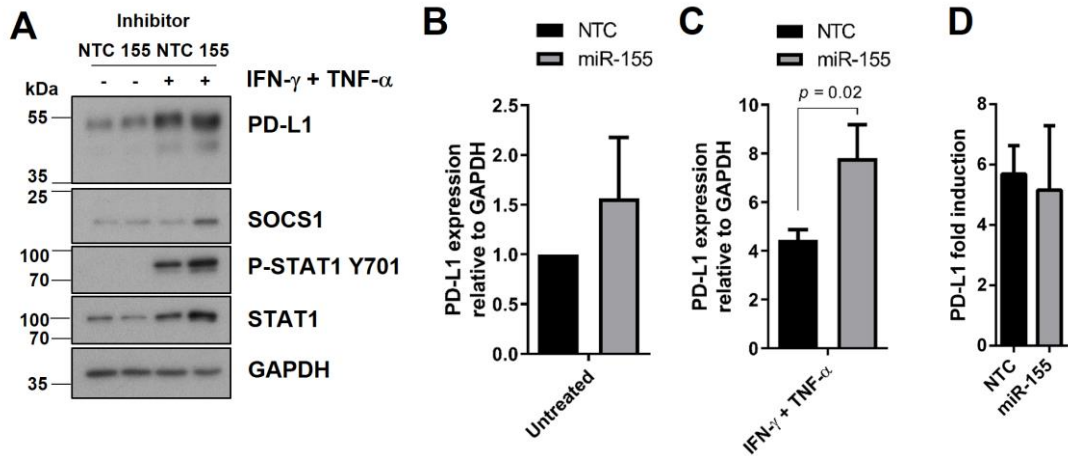 A
Inhibitor
NTC 155 NTC 155
- - + + IFN-γ + TNF-α
kDa
55
35
PD-L1
25
SOCS1
100
70
P-STAT1 Y701
100
70
STAT1
35
GAPDH
B
NTC
miR-155
PD-L1 expression
relative to GAPDH
2.5
2.0
1.5
1.0
0.5
0.0
Untreated
C
NTC
miR-155
p = 0.02
PD-L1 expression
relative to GAPDH
10
8
6
4
2
0
IFN-γ + TNF-α
D
PD-L1 fold induction
8
6
4
2
0
NTC
miR-155